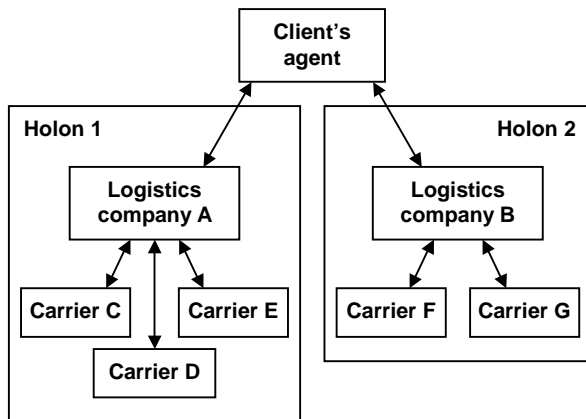 Client's
agent
Holon 1
Holon 2
Logistics
company A
Logistics
company B
Carrier C
Carrier E
Carrier F
Carrier G
Carrier D